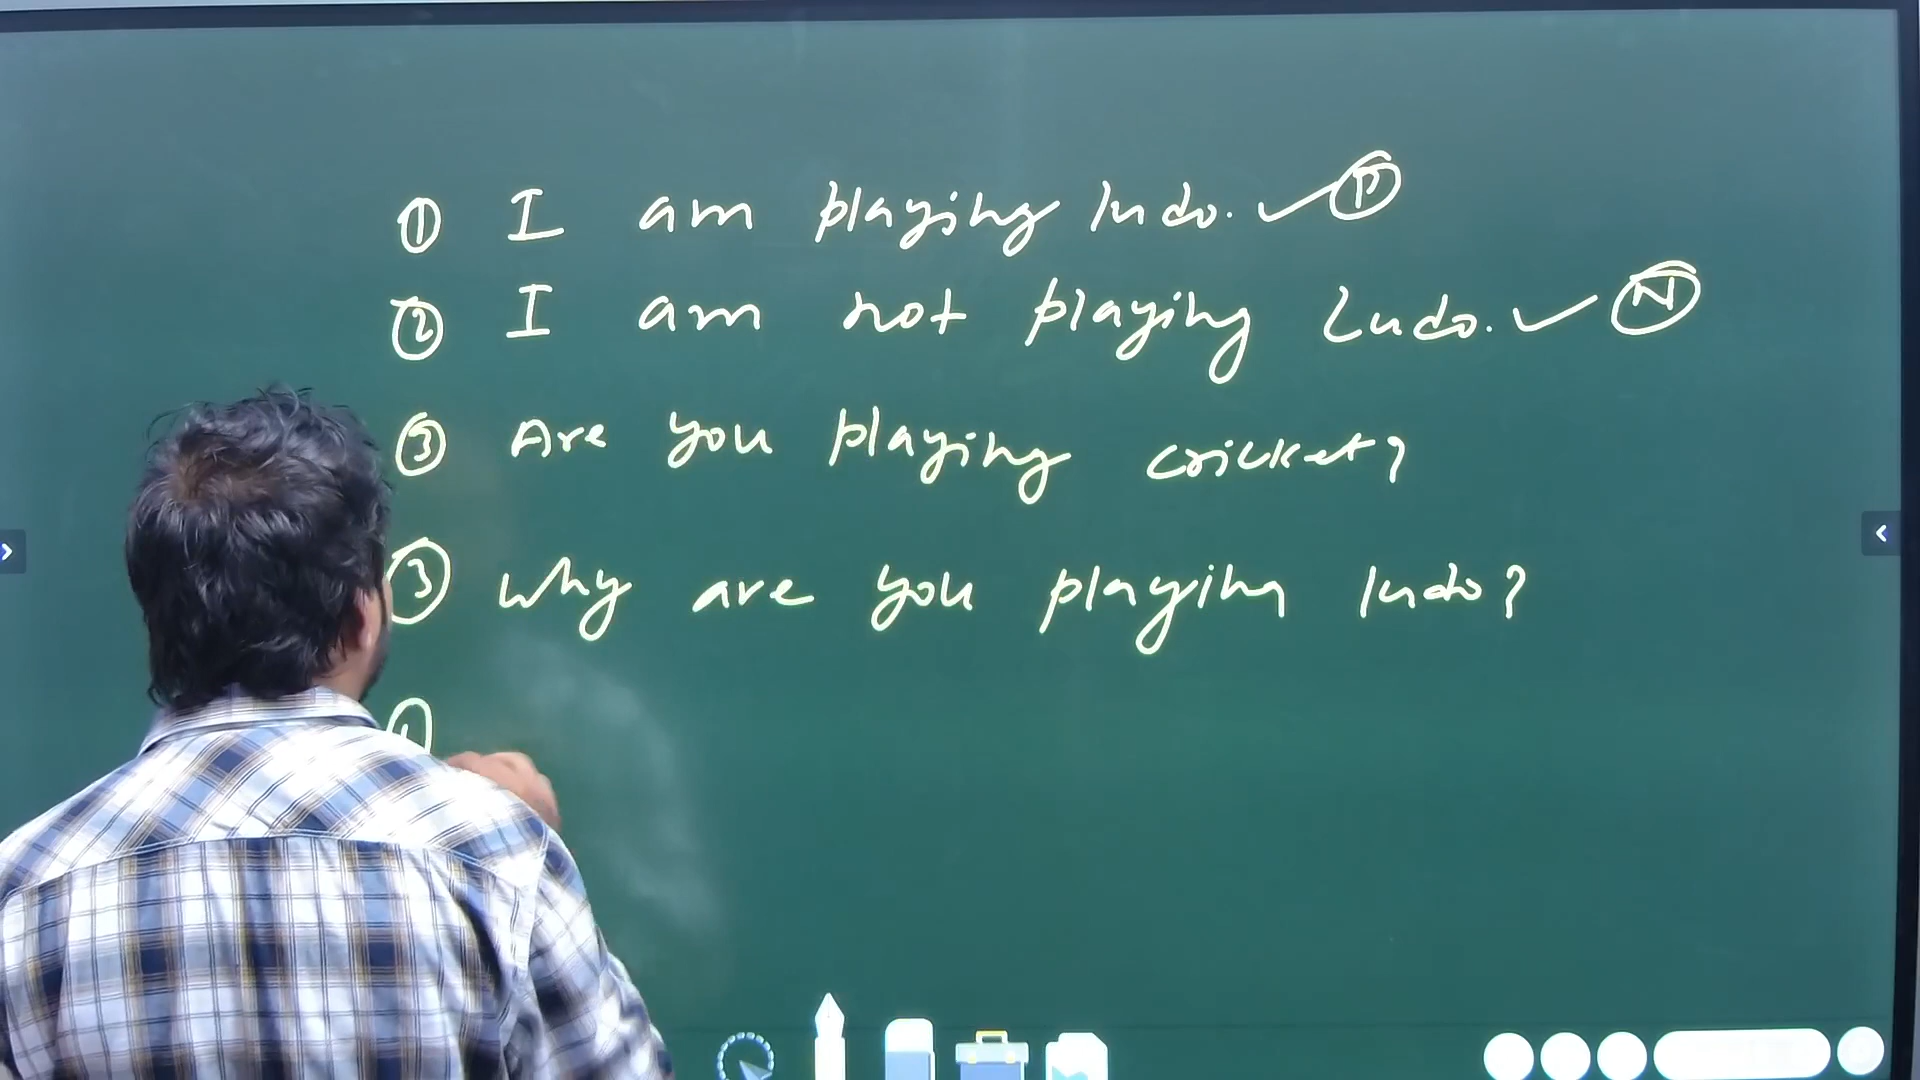 ① I am playing ludo. ✓ Ⓟ
② I am not playing Ludo. ✓ Ⓝ
③ Are you playing cricket?
③ Why are you playing ludo?